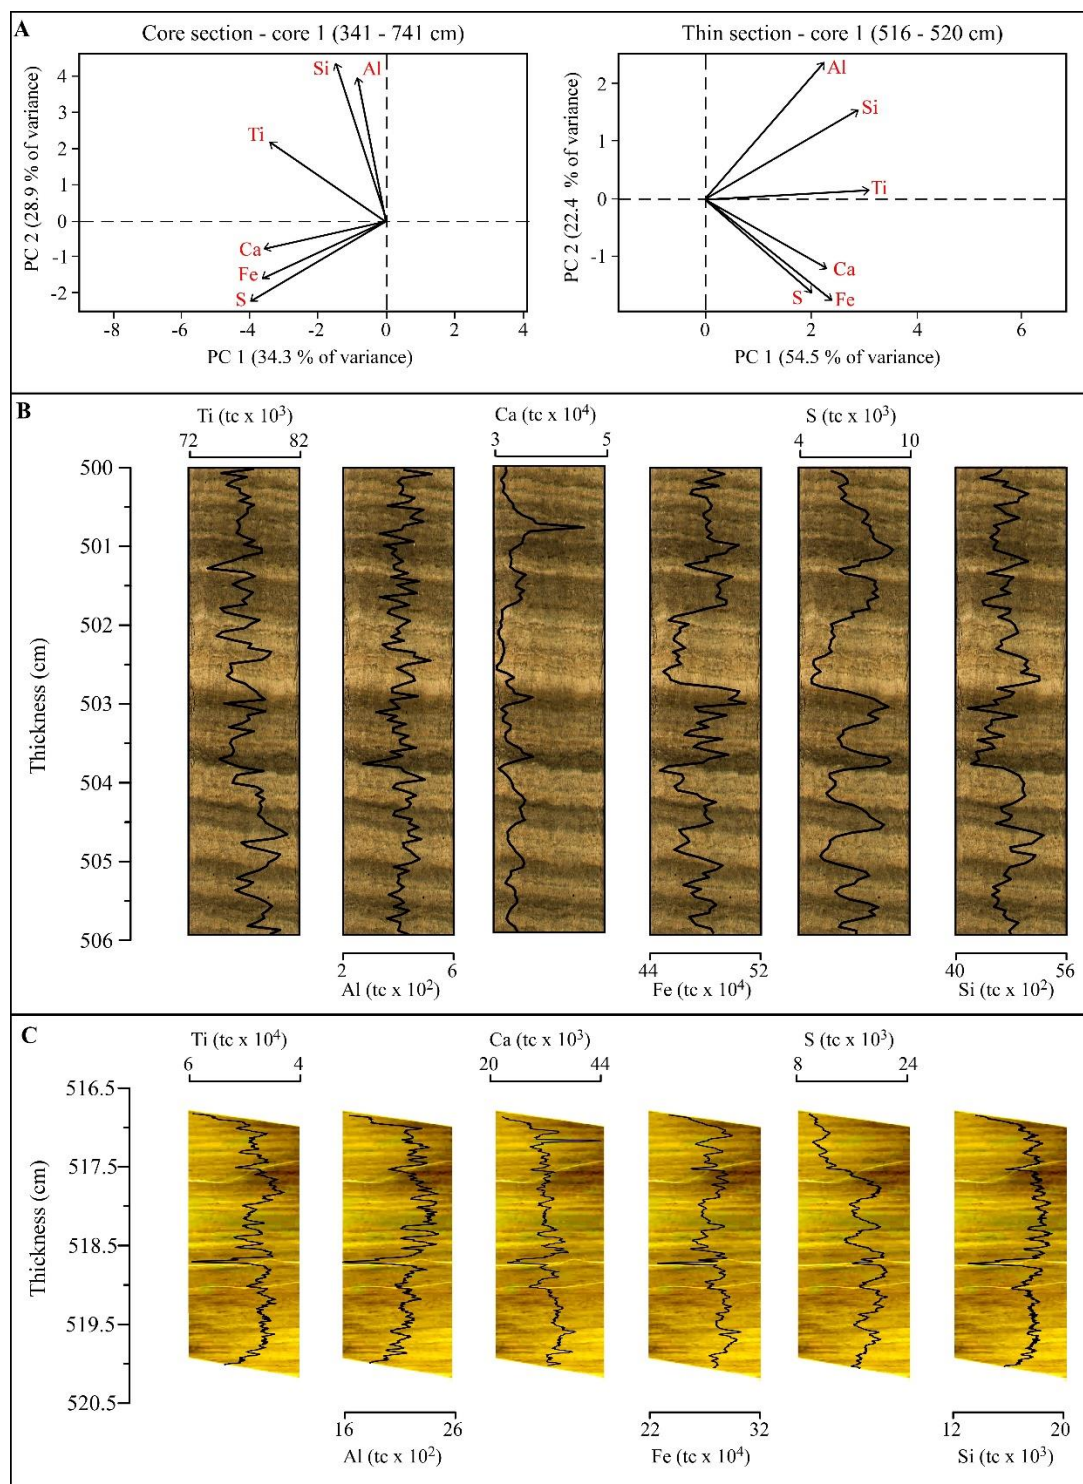 A
Core section - core 1 (341 - 741 cm)
Thin section - core 1 (516 - 520 cm)
PC 2 (28.9 % of variance)
4
3
2
1
0
-1
-2
Si
Al
Ti
Ca
Fe
S
-8
-6
-4
-2
0
2
4
PC 1 (34.3 % of variance)
PC 2 (22.4 % of variance)
2
1
0
-1
Al
Si
Ti
Ca
S
Fe
0
2
4
6
PC 1 (54.5 % of variance)
B
Ti (tc x 10³)
72
82
Ca (tc x 10⁴)
3
5
S (tc x 10³)
4
10
Thickness (cm)
500
501
502
503
504
505
506
2
6
Al (tc x 10²)
44
52
Fe (tc x 10⁴)
40
56
Si (tc x 10²)
C
Ti (tc x 10⁴)
6
4
Ca (tc x 10³)
20
44
S (tc x 10³)
8
24
Thickness (cm)
516.5
517.5
518.5
519.5
520.5
16
26
Al (tc x 10²)
22
32
Fe (tc x 10⁴)
12
20
Si (tc x 10³)